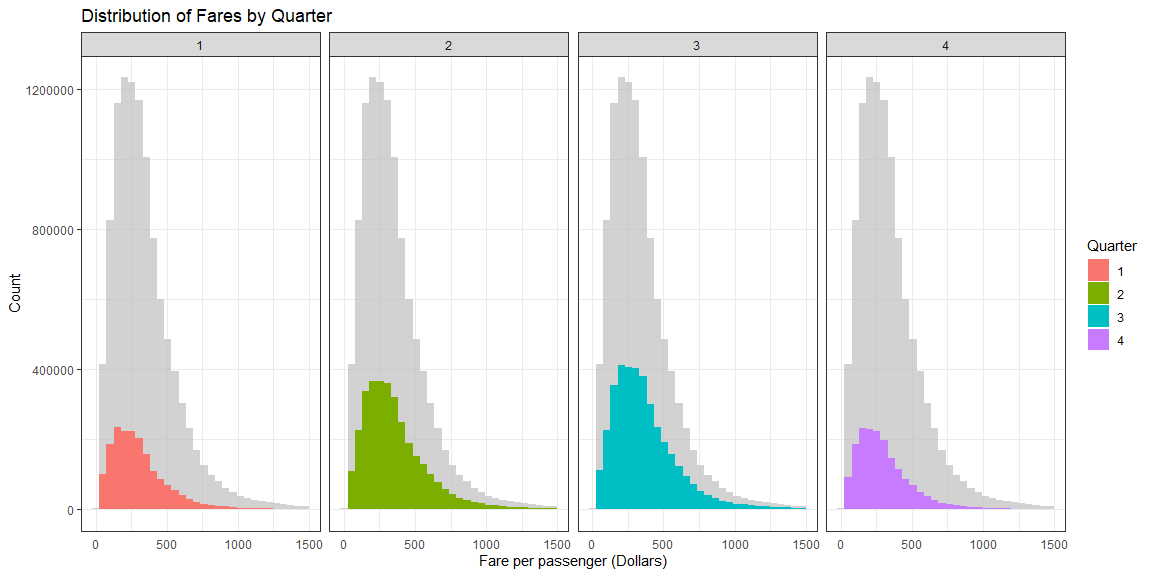 Distribution of Fares by Quarter
1 2 3 4
1200000
800000
400000
0
Count
0 500 1000 1500 0 500 1000 1500 0 500 1000 1500 0 500 1000 1500
Fare per passenger (Dollars)
Quarter
1
2
3
4